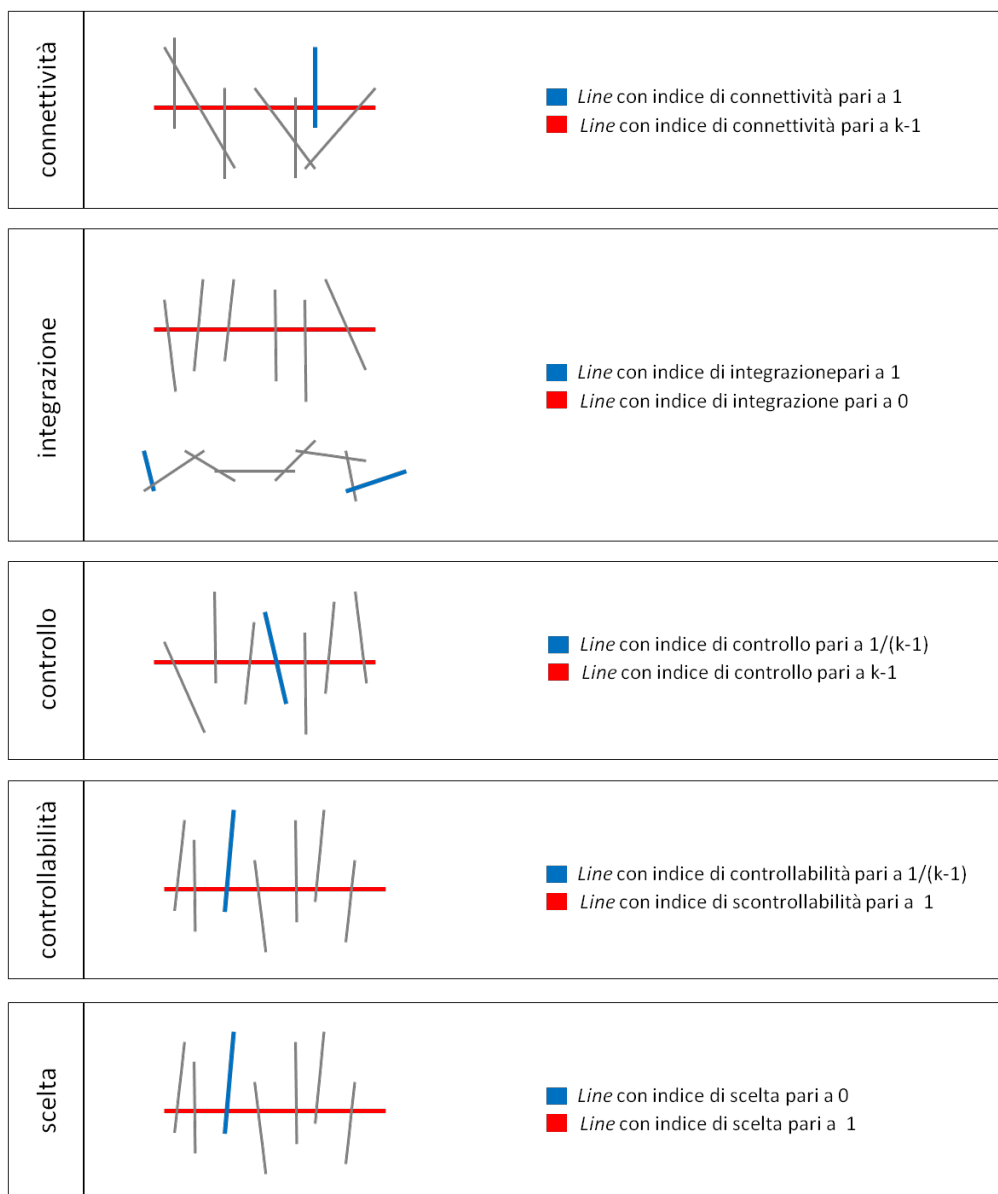 connettività
Line con indice di connettività pari a 1
Line con indice di connettività pari a k-1
integrazione
Line con indice di integrazionepari a 1
Line con indice di integrazione pari a 0
controllo
Line con indice di controllo pari a 1/(k-1)
Line con indice di controllo pari a k-1
controllabilità
Line con indice di controllabilità pari a 1/(k-1)
Line con indice di scontrollabilità pari a 1
scelta
Line con indice di scelta pari a 0
Line con indice di scelta pari a 1